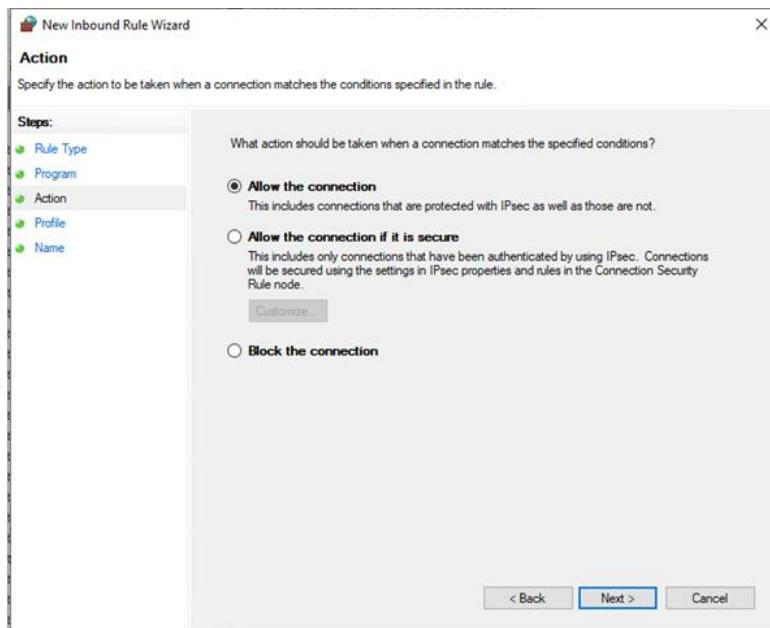 New Inbound Rule Wizard
Action
Specify the action to be taken when a connection matches the conditions specified in the rule.
Steps:
Rule Type
Program
Action
Profile
Name
What action should be taken when a connection matches the specified conditions?
Allow the connection
This includes connections that are protected with IPsec as well as those are not.
Allow the connection if it is secure
This includes only connections that have been authenticated by using IPsec. Connections
will be secured using the settings in IPsec properties and rules in the Connection Security
Rule node.
Customize...
Block the connection
< Back
Next >
Cancel